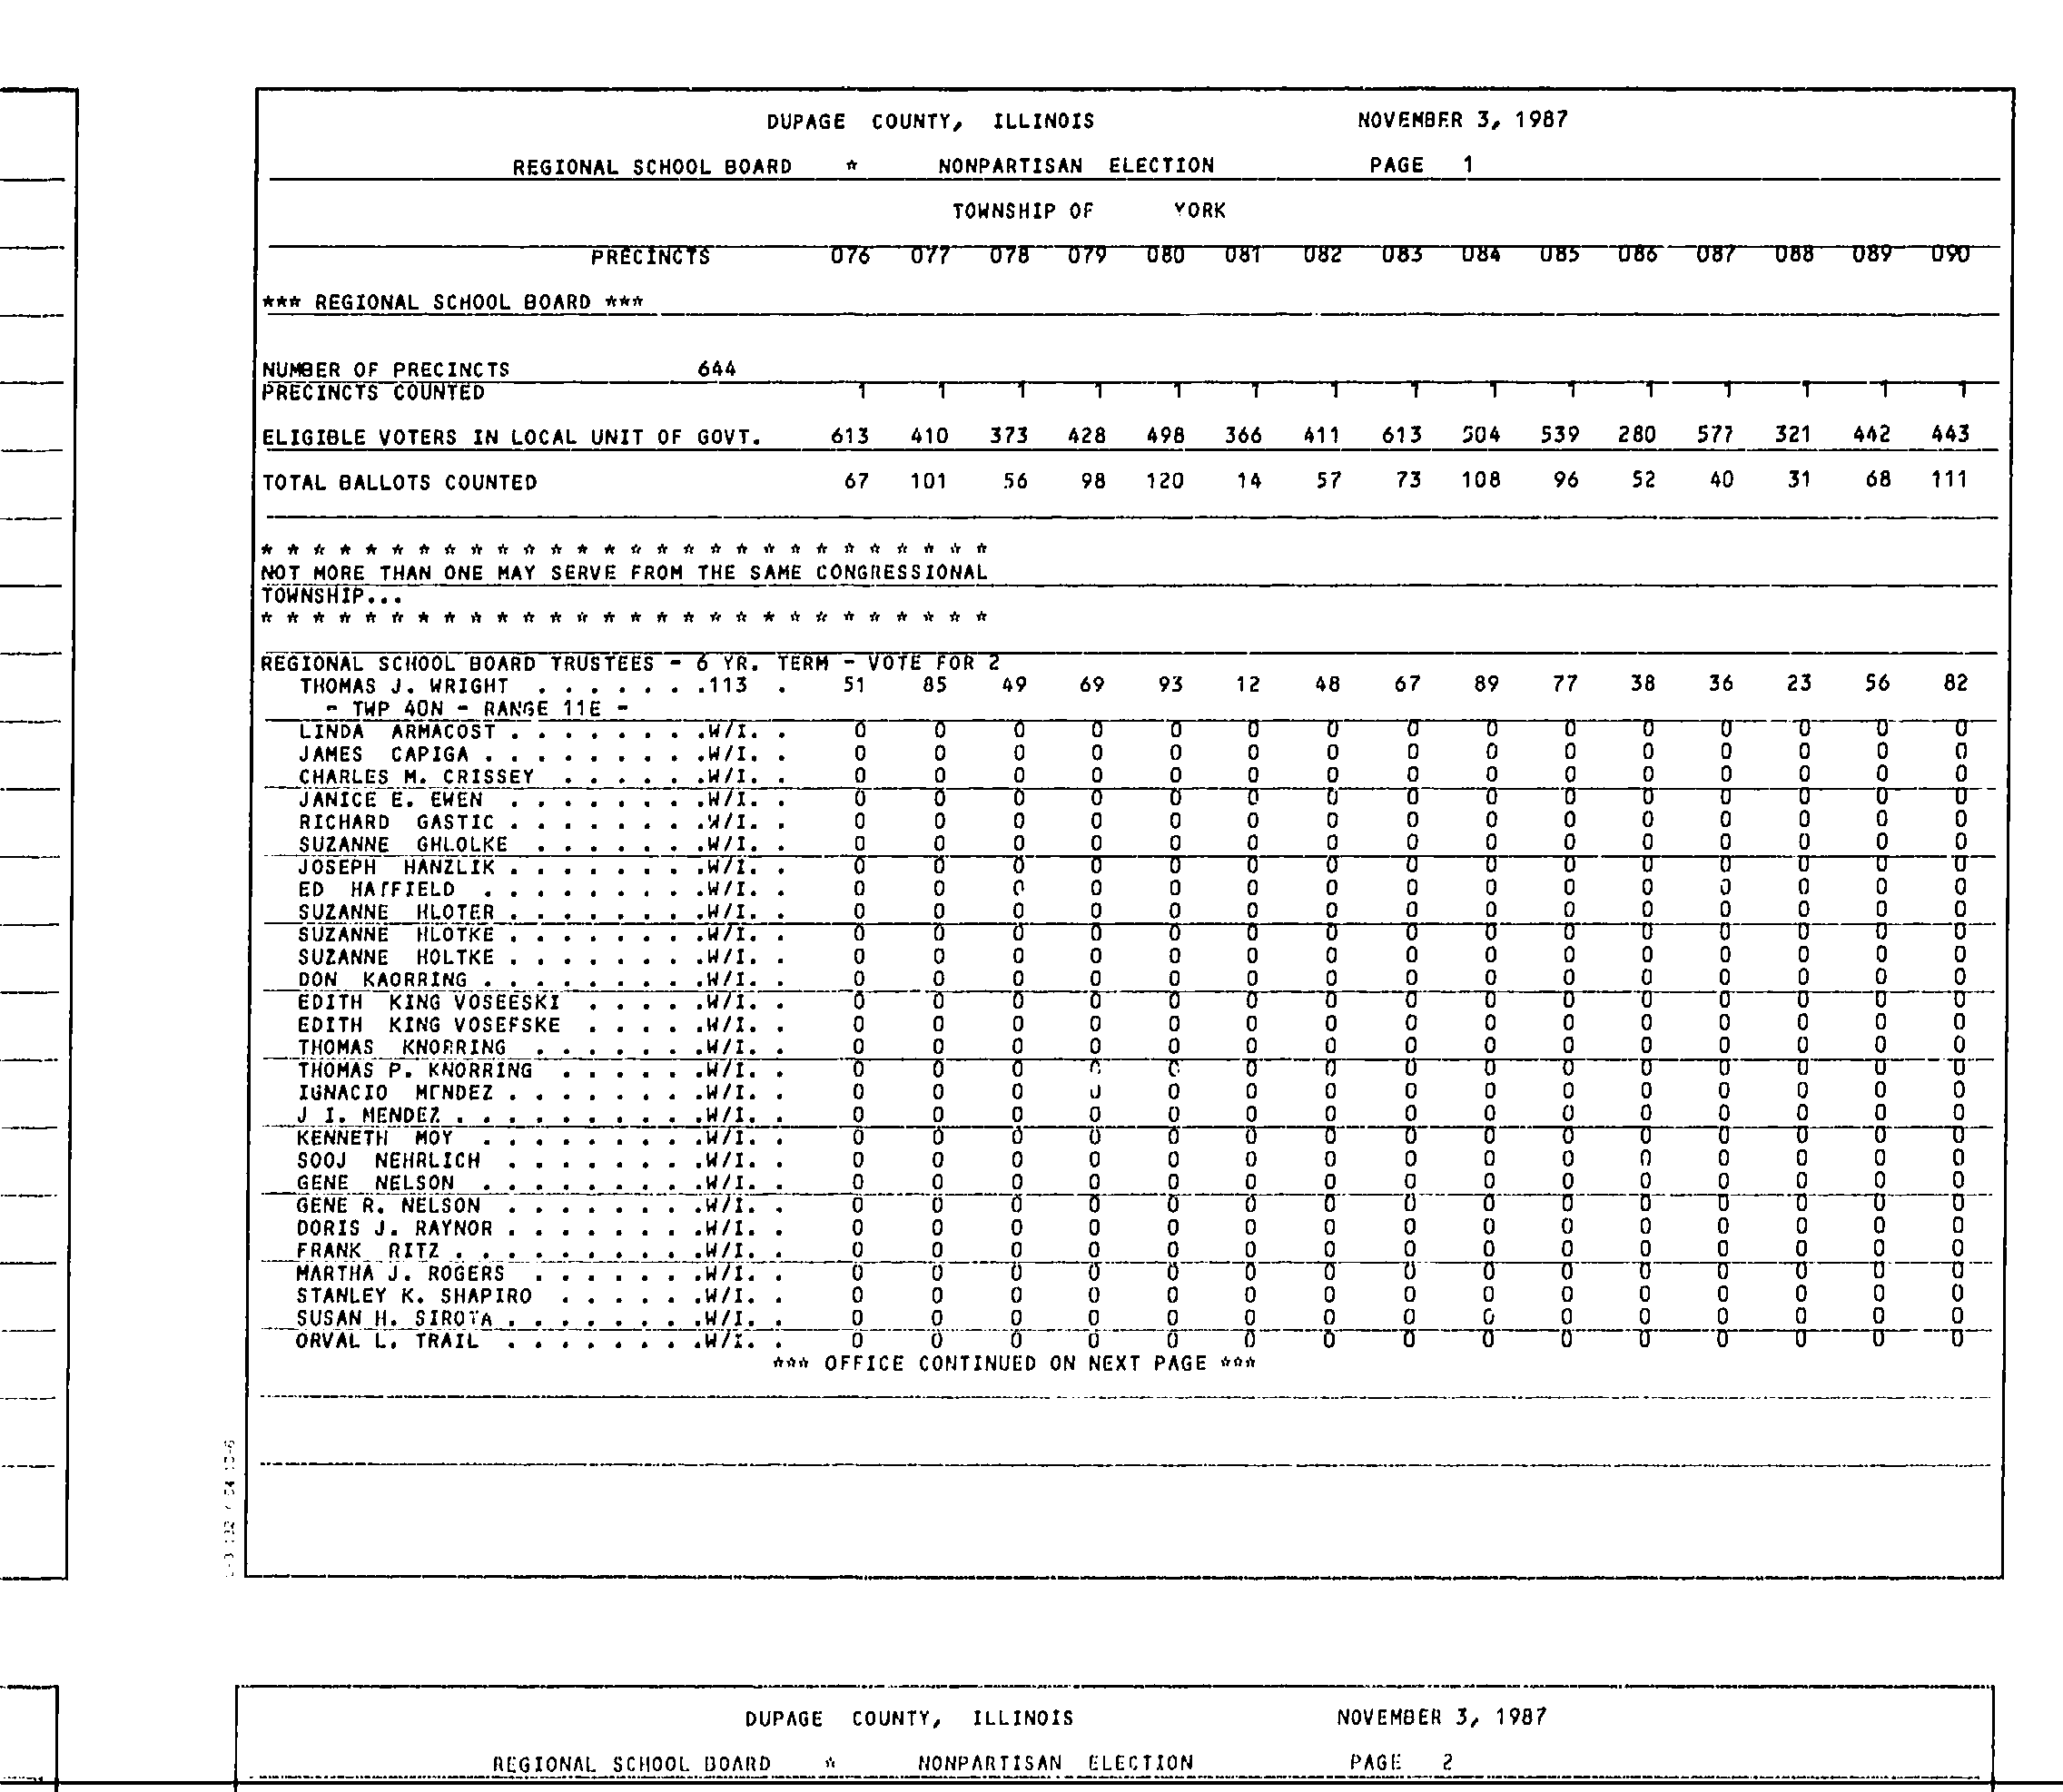 DUPAGE COUNTY, ILLINOIS NOVEMBER 3, 1987
REGIONAL SCHOOL BOARD * NONPARTISAN ELECTION PAGE 1
TOWNSHIP OF YORK
PRECINCTS 076 077 078 079 080 081 082 083 084 085 086 087 088 089 090
*** REGIONAL SCHOOL BOARD ***
NUMBER OF PRECINCTS 644
PRECINCTS COUNTED 1 1 1 1 1 1 1 1 1 1 1 1 1 1 1
ELIGIBLE VOTERS IN LOCAL UNIT OF GOVT. 613 410 373 428 498 366 411 613 504 539 280 577 321 442 443
TOTAL BALLOTS COUNTED 67 101 56 98 120 14 57 73 108 96 52 40 31 68 111
* * * * * * * * * * * * * * * * * * * * * * * * * * * *
NOT MORE THAN ONE MAY SERVE FROM THE SAME CONGRESSIONAL
TOWNSHIP...
* * * * * * * * * * * * * * * * * * * * * * * * * * * *
REGIONAL SCHOOL BOARD TRUSTEES - 6 YR. TERM - VOTE FOR 2
THOMAS J. WRIGHT . . . . . . .113 . 51 85 49 69 93 12 48 67 89 77 38 36 23 56 82
- TWP 40N - RANGE 11E -
LINDA ARMACOST . . . . . . . .W/I. . 0 0 0 0 0 0 0 0 0 0 0 0 0 0 0
JAMES CAPIGA . . . . . . . . .W/I. . 0 0 0 0 0 0 0 0 0 0 0 0 0 0 0
CHARLES M. CRISSEY . . . . . .W/I. . 0 0 0 0 0 0 0 0 0 0 0 0 0 0 0
JANICE E. EWEN . . . . . . . .W/I. . 0 0 0 0 0 0 0 0 0 0 0 0 0 0 0
RICHARD GASTIC . . . . . . . .W/I. . 0 0 0 0 0 0 0 0 0 0 0 0 0 0 0
SUZANNE GHLOLKE . . . . . . .W/I. . 0 0 0 0 0 0 0 0 0 0 0 0 0 0 0
JOSEPH HANZLIK . . . . . . . .W/I. . 0 0 0 0 0 0 0 0 0 0 0 0 0 0 0
ED HATFIELD . . . . . . . . .W/I. . 0 0 0 0 0 0 0 0 0 0 0 0 0 0 0
SUZANNE HLOTER . . . . . . . .W/I. . 0 0 0 0 0 0 0 0 0 0 0 0 0 0 0
SUZANNE HLOTKE . . . . . . . .W/I. . 0 0 0 0 0 0 0 0 0 0 0 0 0 0 0
SUZANNE HOLTKE . . . . . . . .W/I. . 0 0 0 0 0 0 0 0 0 0 0 0 0 0 0
DON KAORRING . . . . . . . . .W/I. . 0 0 0 0 0 0 0 0 0 0 0 0 0 0 0
EDITH KING VOSEESKI . . . . .W/I. . 0 0 0 0 0 0 0 0 0 0 0 0 0 0 0
EDITH KING VOSEFSKE . . . . .W/I. . 0 0 0 0 0 0 0 0 0 0 0 0 0 0 0
THOMAS KNORRING . . . . . . .W/I. . 0 0 0 0 0 0 0 0 0 0 0 0 0 0 0
THOMAS P. KNORRING . . . . . .W/I. . 0 0 0 0 0 0 0 0 0 0 0 0 0 0 0
IGNACIO MENDEZ . . . . . . . .W/I. . 0 0 0 0 0 0 0 0 0 0 0 0 0 0 0
J I. MENDEZ . . . . . . . . . .W/I. . 0 0 0 0 0 0 0 0 0 0 0 0 0 0 0
KENNETH MOY . . . . . . . . .W/I. . 0 0 0 0 0 0 0 0 0 0 0 0 0 0 0
SOOJ NEHRLICH . . . . . . . .W/I. . 0 0 0 0 0 0 0 0 0 0 0 0 0 0 0
GENE NELSON . . . . . . . . .W/I. . 0 0 0 0 0 0 0 0 0 0 0 0 0 0 0
GENE R. NELSON . . . . . . . .W/I. . 0 0 0 0 0 0 0 0 0 0 0 0 0 0 0
DORIS J. RAYNOR . . . . . . . .W/I. . 0 0 0 0 0 0 0 0 0 0 0 0 0 0 0
FRANK RITZ . . . . . . . . . .W/I. . 0 0 0 0 0 0 0 0 0 0 0 0 0 0 0
MARTHA J. ROGERS . . . . . . .W/I. . 0 0 0 0 0 0 0 0 0 0 0 0 0 0 0
STANLEY K. SHAPIRO . . . . . .W/I. . 0 0 0 0 0 0 0 0 0 0 0 0 0 0 0
SUSAN H. SIROTA . . . . . . . .W/I. . 0 0 0 0 0 0 0 0 0 0 0 0 0 0 0
ORVAL L. TRAIL . . . . . . . .W/I. . 0 0 0 0 0 0 0 0 0 0 0 0 0 0 0
*** OFFICE CONTINUED ON NEXT PAGE ***
DUPAGE COUNTY, ILLINOIS NOVEMBER 3, 1987
REGIONAL SCHOOL BOARD * NONPARTISAN ELECTION PAGE 2